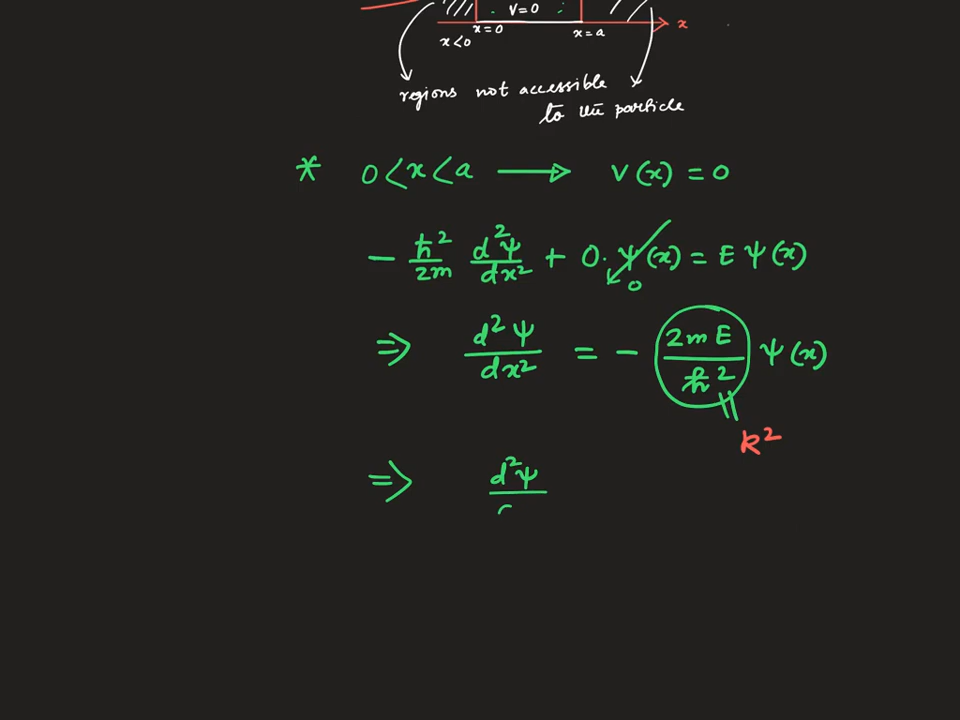 V=0
x<0 x=0 x=a x
regions not accessible
to the particle
* 0<x<a ⟶ V(x)=0
− ℏ²/2m d²ψ/dx² + 0·ψ(x) 0 = E ψ(x)
⇒ d²ψ/dx² = − 2mE/ℏ² ψ(x)
|| k²
⇒ d²ψ